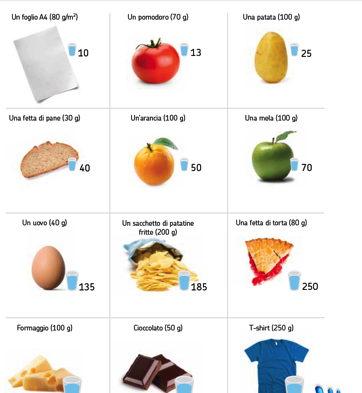 Un foglio A4 (80 g/m²)
10
Un pomodoro (70 g)
13
Una patata (100 g)
25
Una fetta di pane (30 g)
40
Un'arancia (100 g)
50
Una mela (100 g)
70
Un uovo (40 g)
135
Un sacchetto di patatine
fritte (200 g)
185
Una fetta di torta (80 g)
250
Formaggio (100 g)
Cioccolato (50 g)
T-shirt (250 g)